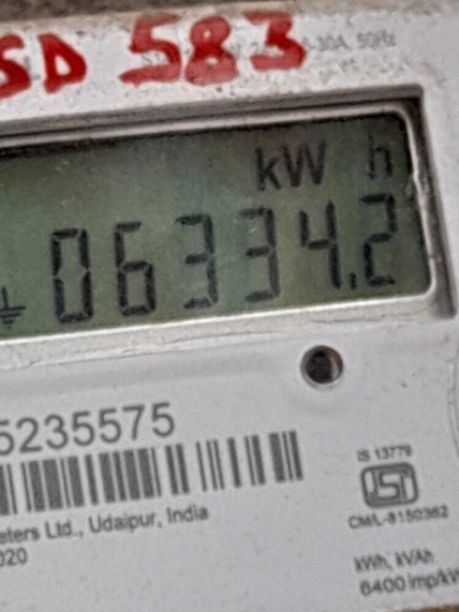 SD 583
-30A, 50Hz
kW h
06334.2
5235575
eters Ltd., Udaipur, India
020
IS 13779
ISI
CM/L-8150362
kWh, kVAh
6400 imp/kW